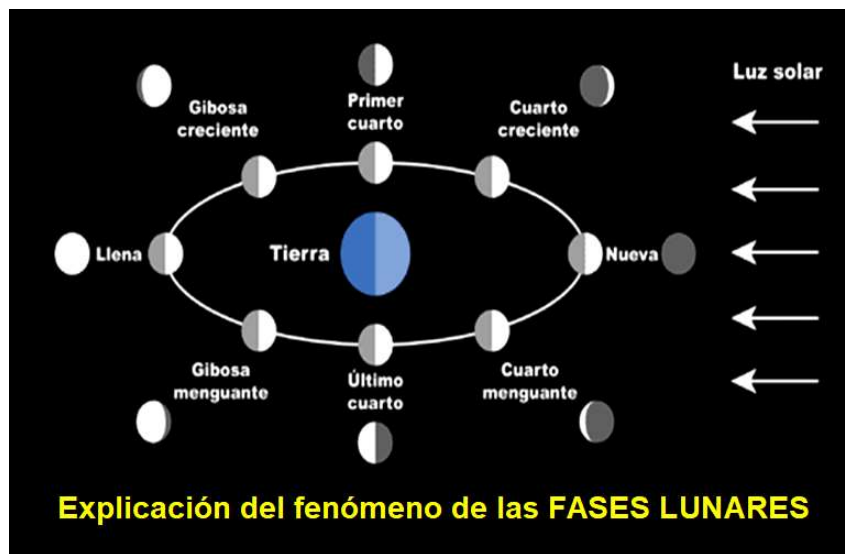 Luz solar
Gibosa
creciente
Primer
cuarto
Cuarto
creciente
Llena
Tierra
Nueva
Gibosa
menguante
Último
cuarto
Cuarto
menguante
Explicación del fenómeno de las FASES LUNARES